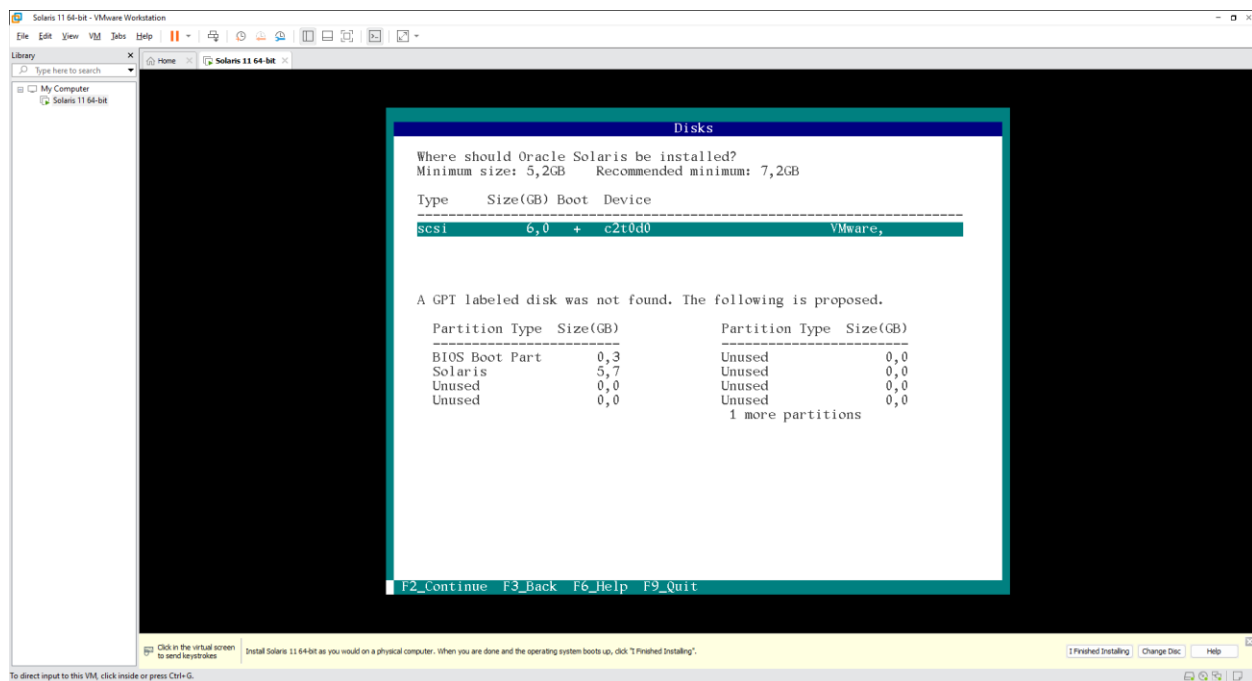 Solaris 11 64-bit - VMware Workstation
File Edit View VM Tabs Help
Library
Type here to search
My Computer
Solaris 11 64-bit
Home
Solaris 11 64-bit
Disks
Where should Oracle Solaris be installed?
Minimum size: 5,2GB Recommended minimum: 7,2GB
Type Size(GB) Boot Device
scsi 6,0 + c2t0d0 VMware,
A GPT labeled disk was not found. The following is proposed.
Partition Type Size(GB) Partition Type Size(GB)
BIOS Boot Part 0,3 Unused 0,0
Solaris 5,7 Unused 0,0
Unused 0,0 Unused 0,0
Unused 0,0 Unused 0,0
1 more partitions
F2_Continue F3_Back F6_Help F9_Quit
Click in the virtual screen
to send keystrokes
Install Solaris 11 64-bit as you would on a physical computer. When you are done and the operating system boots up, click "I Finished Installing".
I Finished Installing Change Disc Help
To direct input to this VM, click inside or press Ctrl+G.